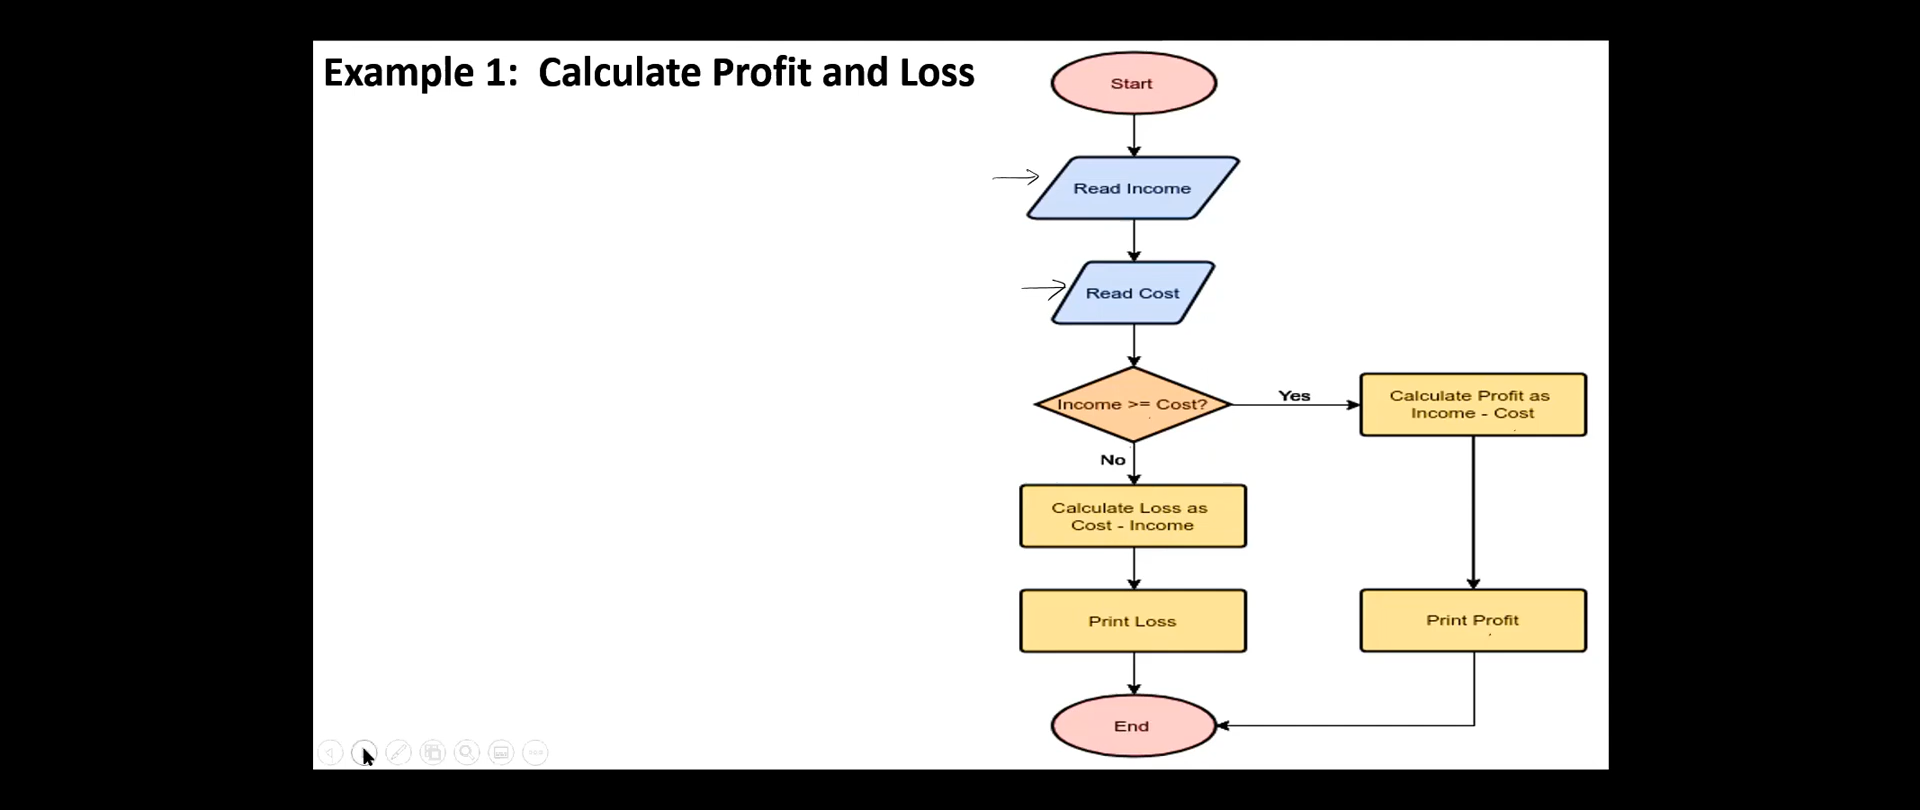 Example 1: Calculate Profit and Loss
Start
Read Income
Read Cost
Income >= Cost?
Yes
Calculate Profit as
Income - Cost
No
Calculate Loss as
Cost - Income
Print Loss
Print Profit
End